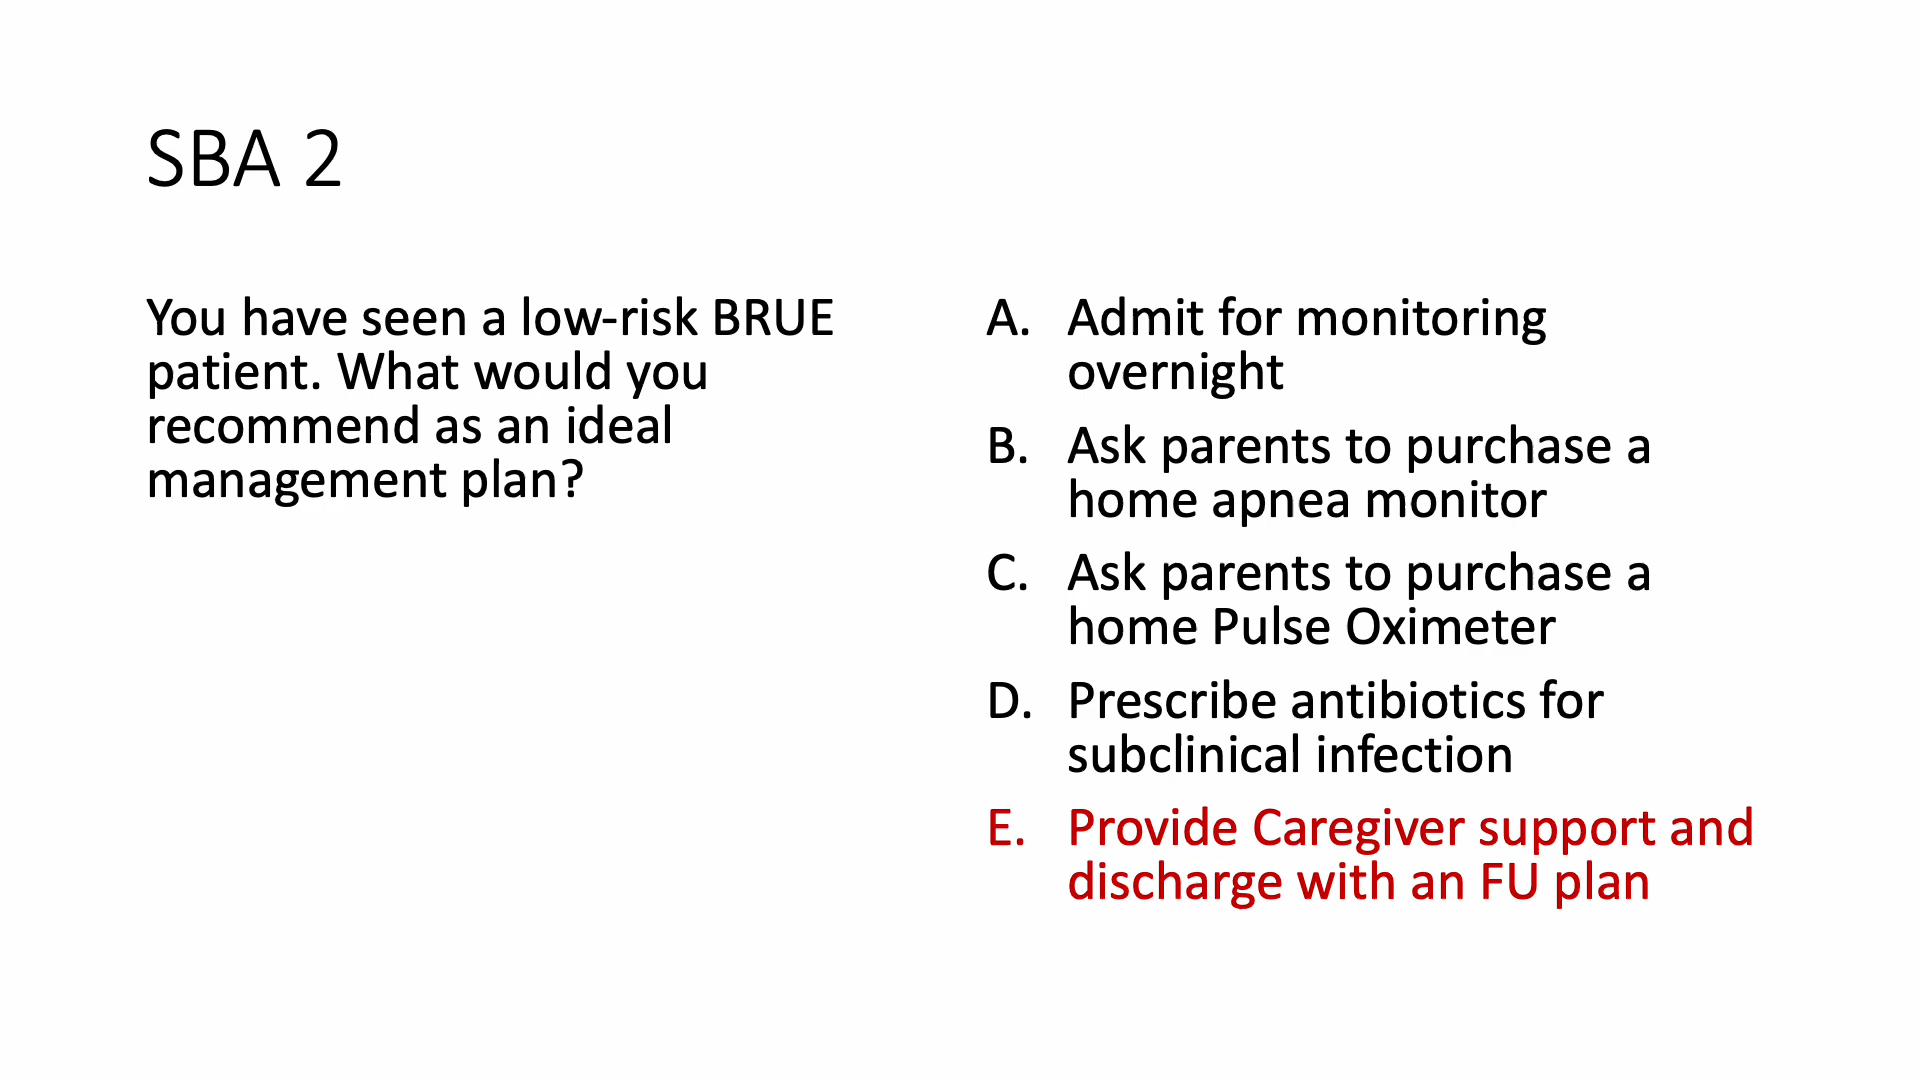 SBA 2
You have seen a low-risk BRUE
patient. What would you
recommend as an ideal
management plan?
A. Admit for monitoring
overnight
B. Ask parents to purchase a
home apnea monitor
C. Ask parents to purchase a
home Pulse Oximeter
D. Prescribe antibiotics for
subclinical infection
E. Provide Caregiver support and
discharge with an FU plan